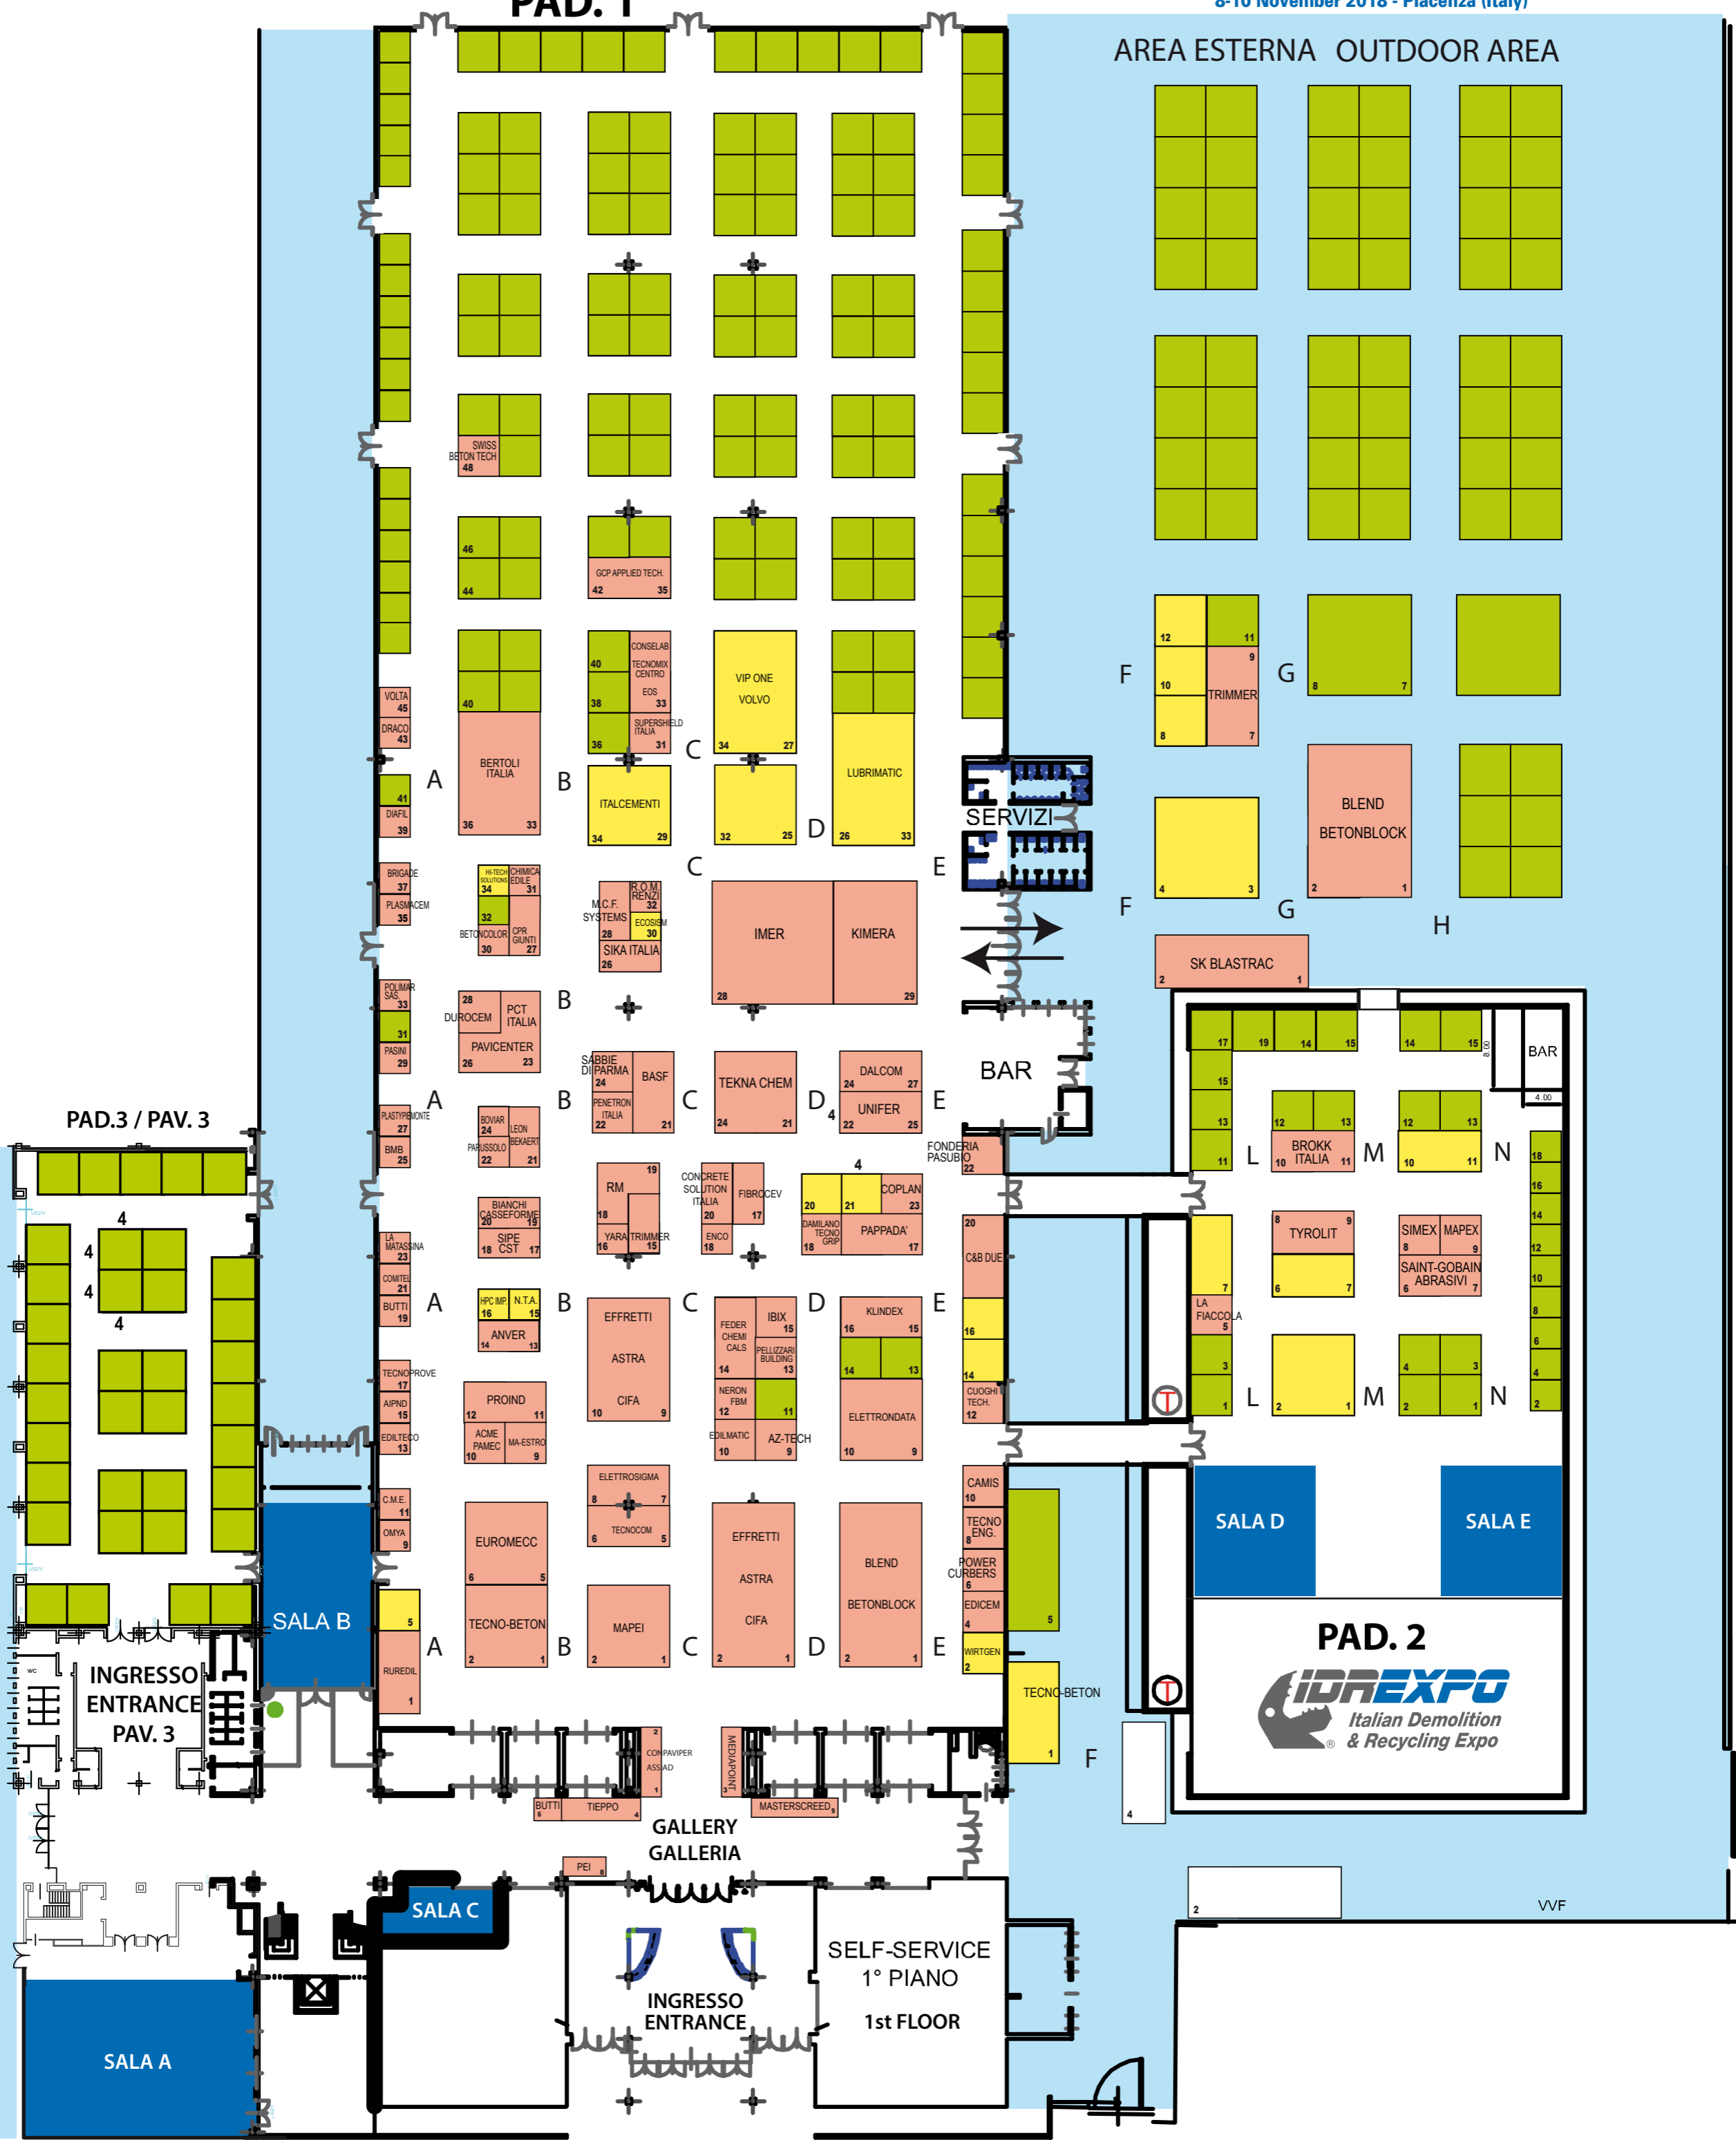 PAD. 1
8-10 November 2018 - Piacenza (Italy)
AREA ESTERNA OUTDOOR AREA
SWISS
BETON TECH
48
46
44
GCP APPLIED TECH.
42 35
40
40
38
36
CONSELAB
TECNOMIX
CENTRO
EOS
33
SUPERSHIELD
ITALIA
31
VIP ONE
VOLVO
34 27
C
VOLTA
45
DRACO
43
41
DIAFIL
39
A
BERTOLI
ITALIA
36 33
B
ITALCEMENTI
34 29
32 25
D
LUBRIMATIC
26 33
SERVIZI
12 11
10 9
TRIMMER
8 7
F
G
8 7
4 3
BLEND
BETONBLOCK
2 1
F
G
H
SK BLASTRAC
2 1
BRIGADE
37
PLASMACEM
35
HI-TECH
SOLUTIONS
34
CHIMICA
EDILE
31
32
BETONCOLOR
30
CPR
GIUNTI
27
M.C.F.
SYSTEMS
28
R.O.M.
RENZI
32
ECOSISM
30
SIKA ITALIA
26
C
IMER
28
KIMERA
29
E
POLIMAR
SAS.
33
31
PASINI
29
28
DUROCEM
PCT
ITALIA
PAVICENTER
26 23
B
SABBIE
DI PARMA
24
BASF
PENETRON
ITALIA
22 21
TEKNA CHEM
24 21
DALCOM
24 27
UNIFER
22 25
4
BAR
A
B
C
D
E
PLASTYPIEMONTE
27
BMB
25
BOVIAR
24
LEON
BEKAERT
PARUSSOLO
22 21
FONDERIA
PASUBIO
22
RM
19
18
YARA
16
TRIMMER
15
CONCRETE
SOLUTION
ITALIA
20
FIBROCEV
17
ENCO
18
4
20
21
COPLAN
23
DAMILANO
TECNO
GRIP
18
PAPPADA'
17
BIANCHI
CASSEFORME
20 19
SIPE
CST
18 17
LA
MATASSINA
23
COMITEL
21
BUTTI
19
20
C&B DUE
16
14
CUOGHI
TECH.
12
A
B
C
D
E
HPC IMP.
16
N.T.A.
15
ANVER
14 13
EFFRETTI
ASTRA
CIFA
10 9
FEDER
CHEMI
CALS
14
IBIX
15
PELLIZZARI
BUILDING
13
NERON
FBM
12
11
EDILMATIC
10
AZ-TECH
9
KLINDEX
16 15
14 13
ELETTRONDATA
10 9
TECNOPROVE
17
AIPND
15
EDILTECO
13
PROIND
12 11
ACME
PAMEC
10
MA-ESTRO
9
C.M.E.
11
OMYA
9
5
RUREDIL
1
EUROMECC
6 5
TECNO-BETON
2 1
ELETTROSIGMA
8 7
TECNOCOM
6 5
MAPEI
2 1
EFFRETTI
ASTRA
CIFA
2 1
BLEND
BETONBLOCK
2 1
CAMIS
10
TECNO
ENG.
8
POWER
CURBERS
6
EDICEM
4
WIRTGEN
2
A
B
C
D
E
5
TECNO-BETON
1
F
4
2
VVF
PAD.3 / PAV. 3
4
4
4
4
SALA B
WC
INGRESSO
ENTRANCE
PAV. 3
2
CONPAVIPER
ASSIAD
1
MEDIAPOINT
3
BUTTI
6
TIEPPO
4
MASTERSCREED
9
GALLERY
GALLERIA
PEI
8
SALA C
SALA A
INGRESSO
ENTRANCE
SELF-SERVICE
1° PIANO
1st FLOOR
17 19 14 15
14 15
8.00
BAR
4.00
15
13
11
12 13
BROKK
ITALIA
10 11
12 13
10 11
L
M
N
18
16
14
12
10
8
6
4
2
7
LA
FIACCOLA
5
3
1
8 9
TYROLIT
6 7
SIMEX
8
MAPEX
9
SAINT-GOBAIN
ABRASIVI
6 7
2 1
4 3
2 1
L
M
N
T
SALA D
SALA E
T
PAD. 2
IDREXPO
Italian Demolition
& Recycling Expo
®